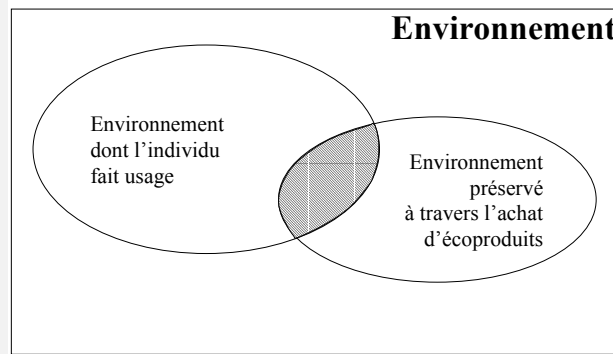 Environnement
Environnement
dont l’individu
fait usage
Environnement
préservé
à travers l’achat
d’écoproduits